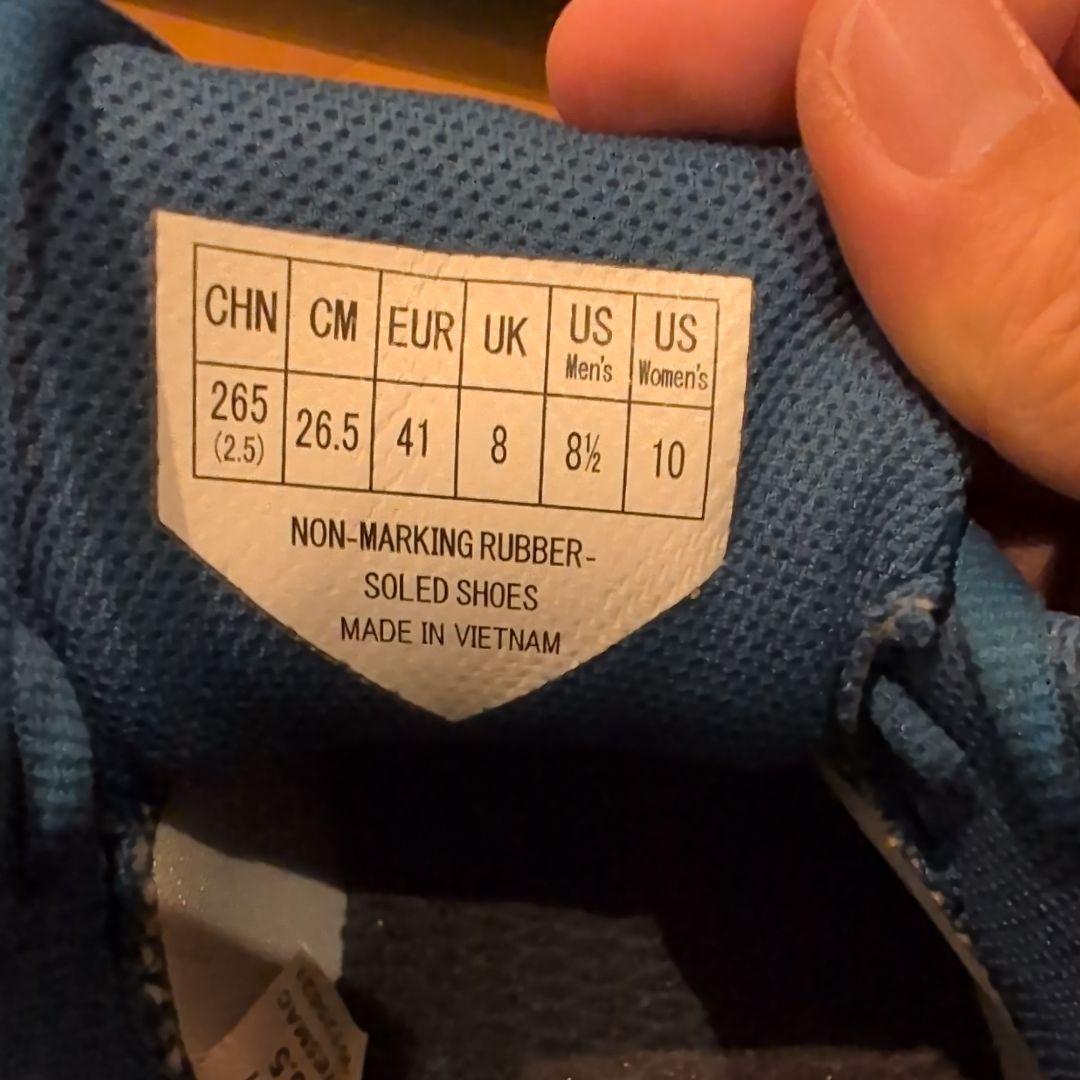 CHN CM EUR UK US Men's US Women's
265 (2.5) 26.5 41 8 8½ 10
NON-MARKING RUBBER-
SOLED SHOES
MADE IN VIETNAM